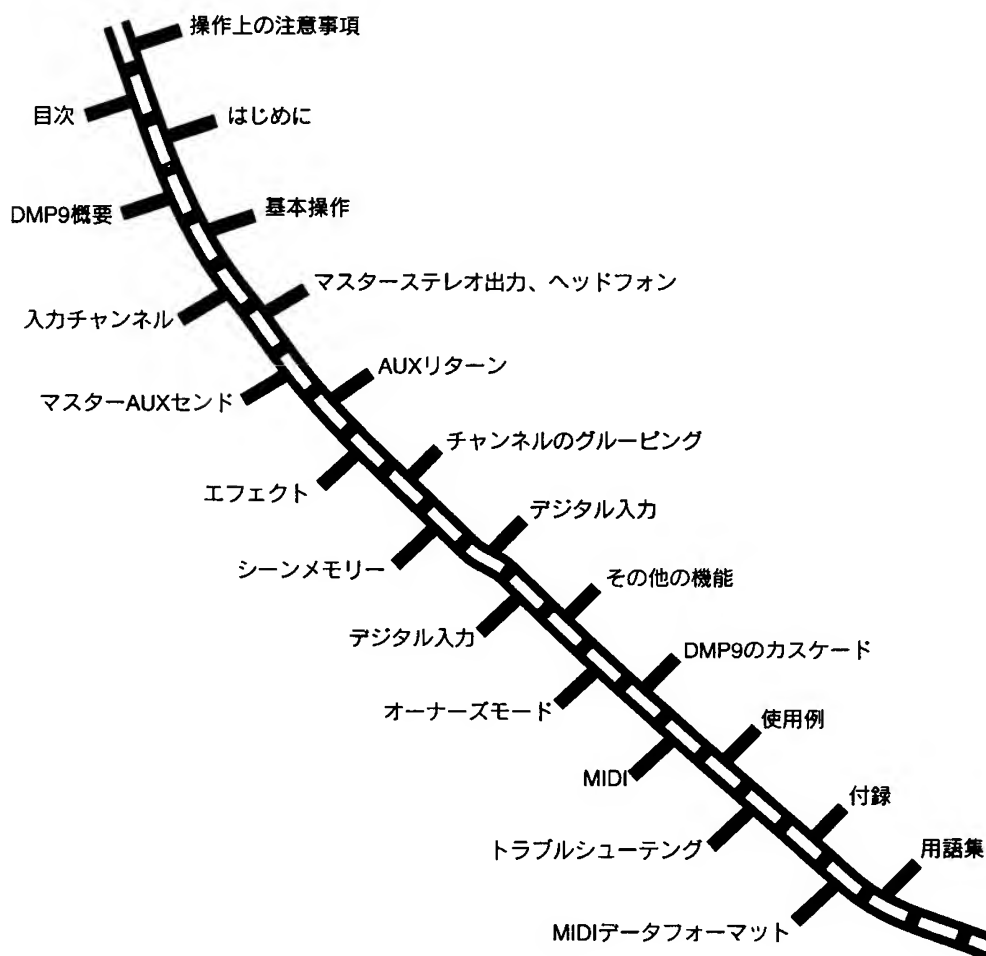 操作上の注意事項
目次
はじめに
DMP9概要
基本操作
マスターステレオ出力、ヘッドフォン
入力チャンネル
AUXリターン
マスターAUXセンド
チャンネルのグルーピング
エフェクト
デジタル入力
シーンメモリー
その他の機能
デジタル入力
DMP9のカスケード
オーナーズモード
使用例
MIDI
付録
トラブルシューテング
用語集
MIDIデータフォーマット